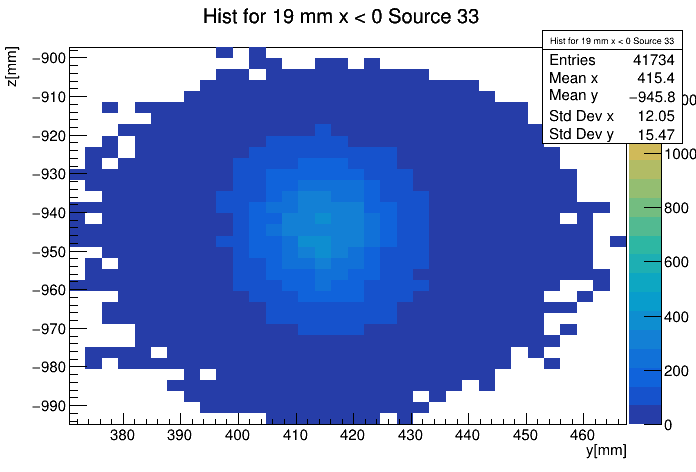 Hist for 19 mm x < 0 Source 33
Hist for 19 mm x < 0 Source 33
Entries 41734
Mean x 415.4
Mean y −945.8
Std Dev x 12.05
Std Dev y 15.47
z[mm]
−900
−910
−920
−930
−940
−950
−960
−970
−980
−990
1000
800
600
400
200
0
380 390 400 410 420 430 440 450 460
y[mm]